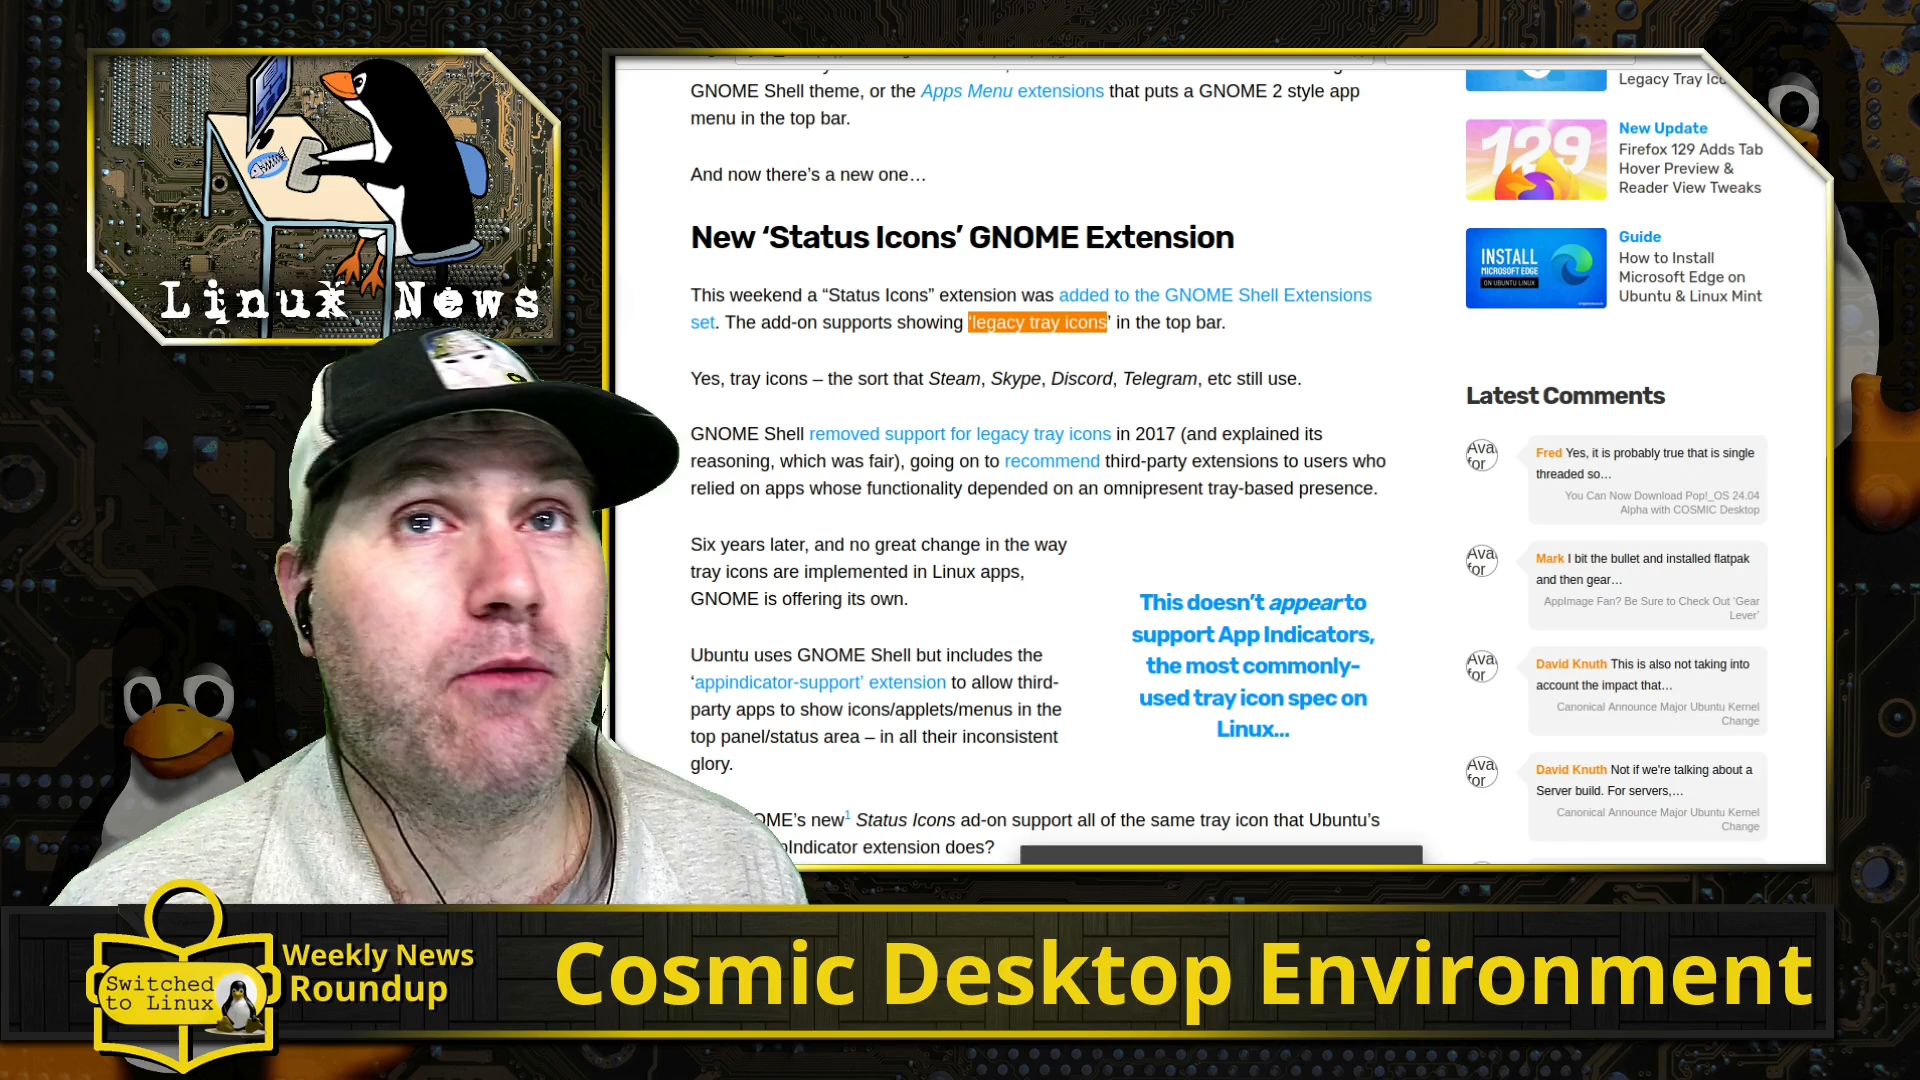 Linux News
GNOME Shell theme, or the Apps Menu extensions that puts a GNOME 2 style app
menu in the top bar.
And now there’s a new one…
New ‘Status Icons’ GNOME Extension
This weekend a “Status Icons” extension was added to the GNOME Shell Extensions
set. The add-on supports showing ‘legacy tray icons’ in the top bar.
Yes, tray icons – the sort that Steam, Skype, Discord, Telegram, etc still use.
GNOME Shell removed support for legacy tray icons in 2017 (and explained its
reasoning, which was fair), going on to recommend third-party extensions to users who
relied on apps whose functionality depended on an omnipresent tray-based presence.
Six years later, and no great change in the way
tray icons are implemented in Linux apps,
GNOME is offering its own.
This doesn’t appear to
support App Indicators,
the most commonly-
used tray icon spec on
Linux…
Ubuntu uses GNOME Shell but includes the
‘appindicator-support’ extension to allow third-
party apps to show icons/applets/menus in the
top panel/status area – in all their inconsistent
glory.
OME’s new1 Status Icons ad-on support all of the same tray icon that Ubuntu’s
Indicator extension does?
Legacy Tray
129
New Update
Firefox 129 Adds Tab
Hover Preview &
Reader View Tweaks
INSTALL
MICROSOFT EDGE
ON UBUNTU LINUX
Guide
How to Install
Microsoft Edge on
Ubuntu & Linux Mint
Latest Comments
Ava
for
Fred Yes, it is probably true that is single
threaded so…
You Can Now Download Pop!_OS 24.04
Alpha with COSMIC Desktop
Ava
for
Mark I bit the bullet and installed flatpak
and then gear…
AppImage Fan? Be Sure to Check Out ‘Gear
Lever’
Ava
for
David Knuth This is also not taking into
account the impact that…
Canonical Announce Major Ubuntu Kernel
Change
Ava
for
David Knuth Not if we're talking about a
Server build. For servers,…
Canonical Announce Major Ubuntu Kernel
Change
Switched
to Linux
Weekly News
Roundup
Cosmic Desktop Environment